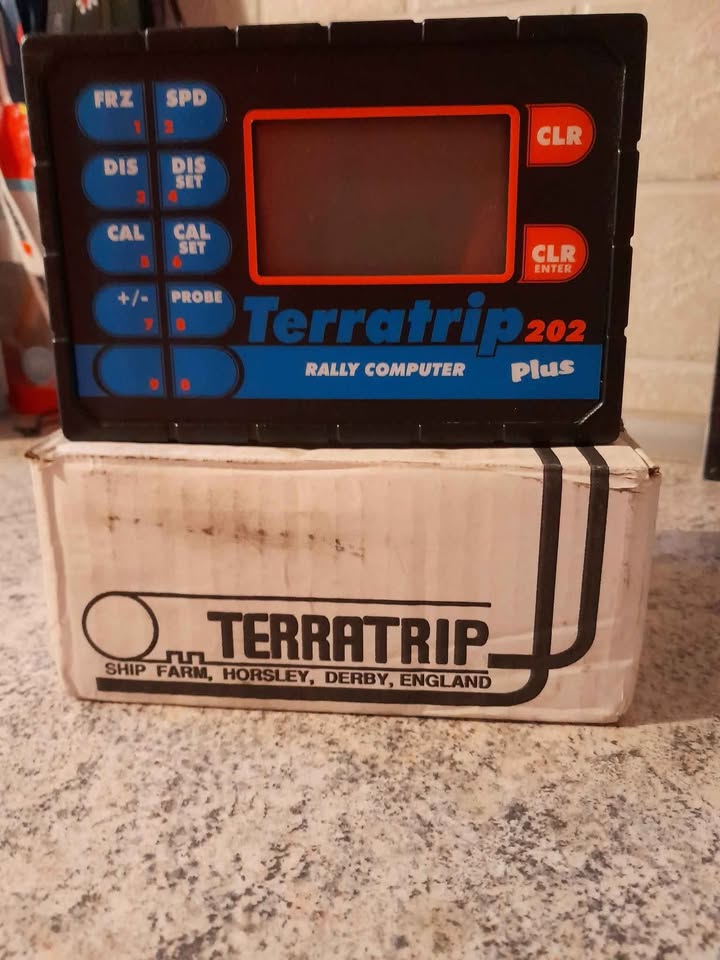 FRZ 1 SPD 2
DIS 3 DIS SET 4
CAL 5 CAL SET 6
+/- 7 PROBE 8
9 0
CLR
CLR
ENTER
Terratrip 202
RALLY COMPUTER Plus
TERRATRIP
SHIP FARM, HORSLEY, DERBY, ENGLAND